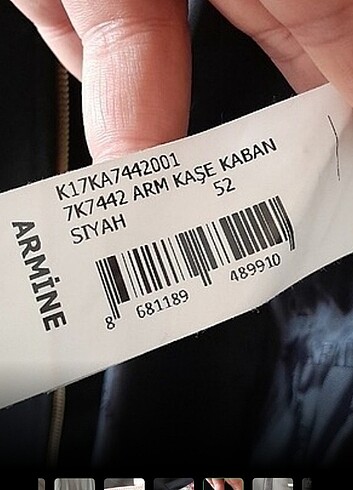 K17KA7442001
7K7442 ARM KAŞE KABAN
SIYAH 52
ARMİNE
8 681189 489910